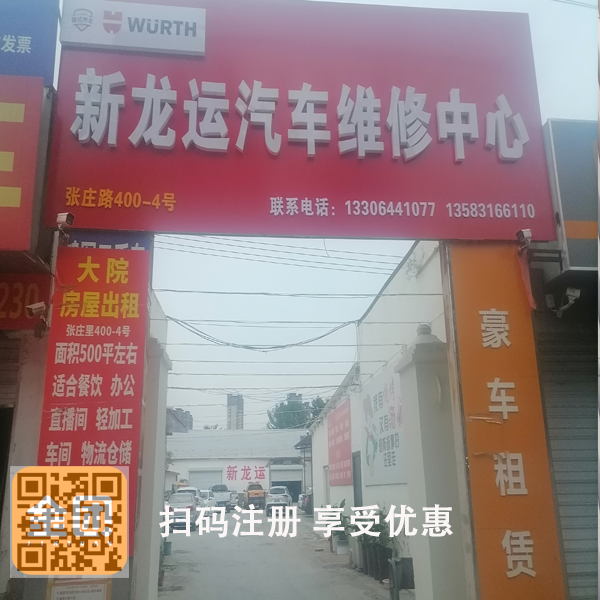 WÜRTH
发票
新龙运汽车维修中心
张庄路400-4号
联系电话：13306441077 13583166110
大院
房屋出租
张庄里400-4号
面积500平左右
适合餐饮 办公
直播间 轻加工
车间 物流仓储
豪车租赁
230
新龙运
全团
扫码注册 享受优惠